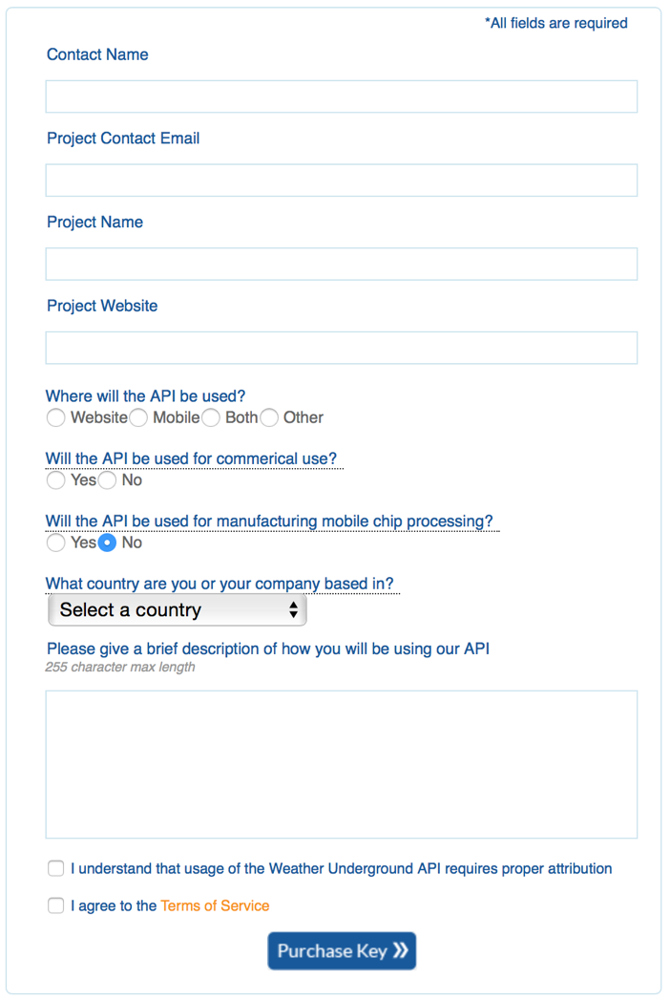 *All fields are required
Contact Name
Project Contact Email
Project Name
Project Website
Where will the API be used?
Website Mobile Both Other
Will the API be used for commerical use?
Yes No
Will the API be used for manufacturing mobile chip processing?
Yes No
What country are you or your company based in?
Select a country
Please give a brief description of how you will be using our API
255 character max length
I understand that usage of the Weather Underground API requires proper attribution
I agree to the Terms of Service
Purchase Key »